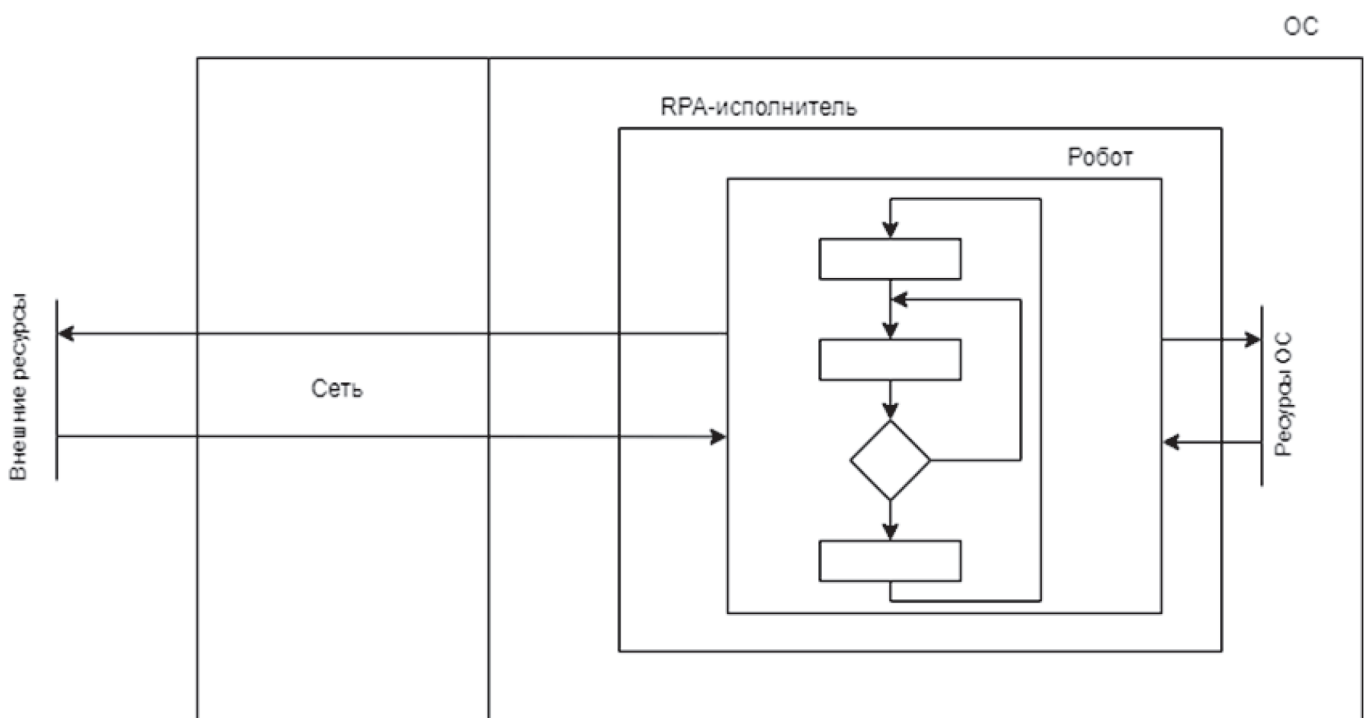 ОС
RPA-исполнитель
Робот
Внешние ресурсы
Сеть
Ресурсы ОС